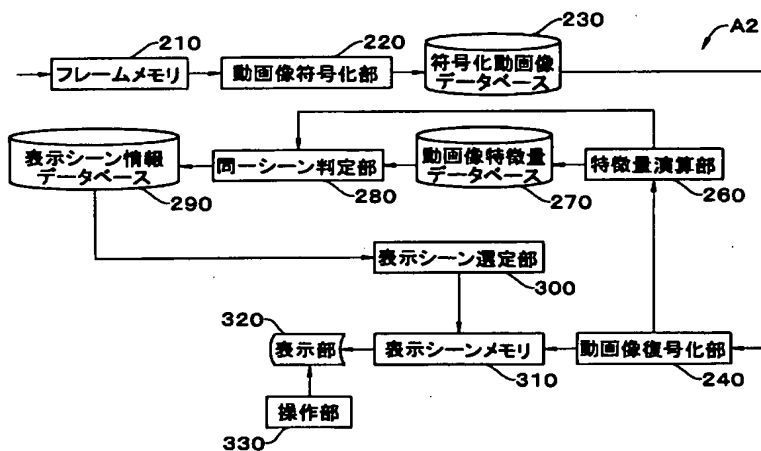 210
フレームメモリ
220
動画像符号化部
230
符号化動画像
データベース
A2
表示シーン情報
データベース
290
同一シーン判定部
280
動画像特徴量
データベース
270
特徴量演算部
260
表示シーン選定部
300
320
表示部
表示シーンメモリ
310
動画像復号化部
240
操作部
330